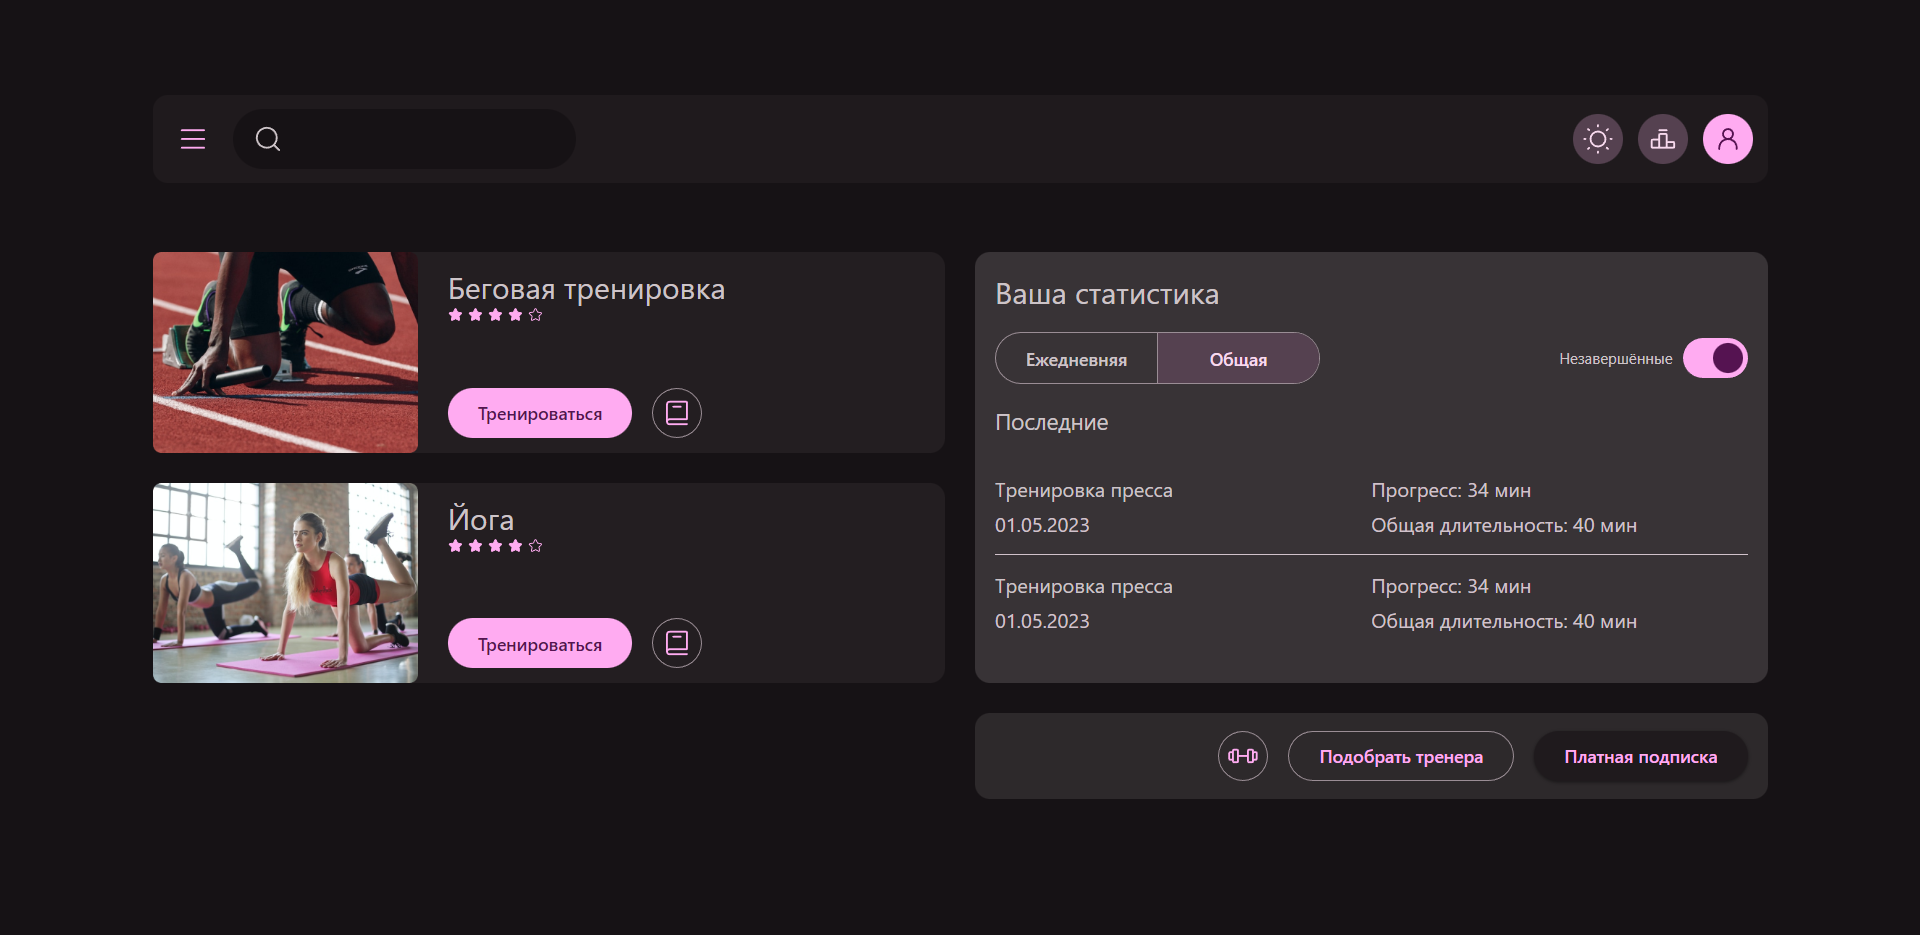 Беговая тренировка
Тренироваться
Йога
Тренироваться
Ваша статистика
Ежедневняя
Общая
Незавершённые
Последние
Тренировка пресса
Прогресс: 34 мин
01.05.2023
Общая длительность: 40 мин
Тренировка пресса
Прогресс: 34 мин
01.05.2023
Общая длительность: 40 мин
Подобрать тренера
Платная подписка